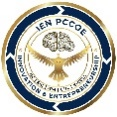 IEN PCCOE
INNOVATION & ENTREPRENEURSHIP